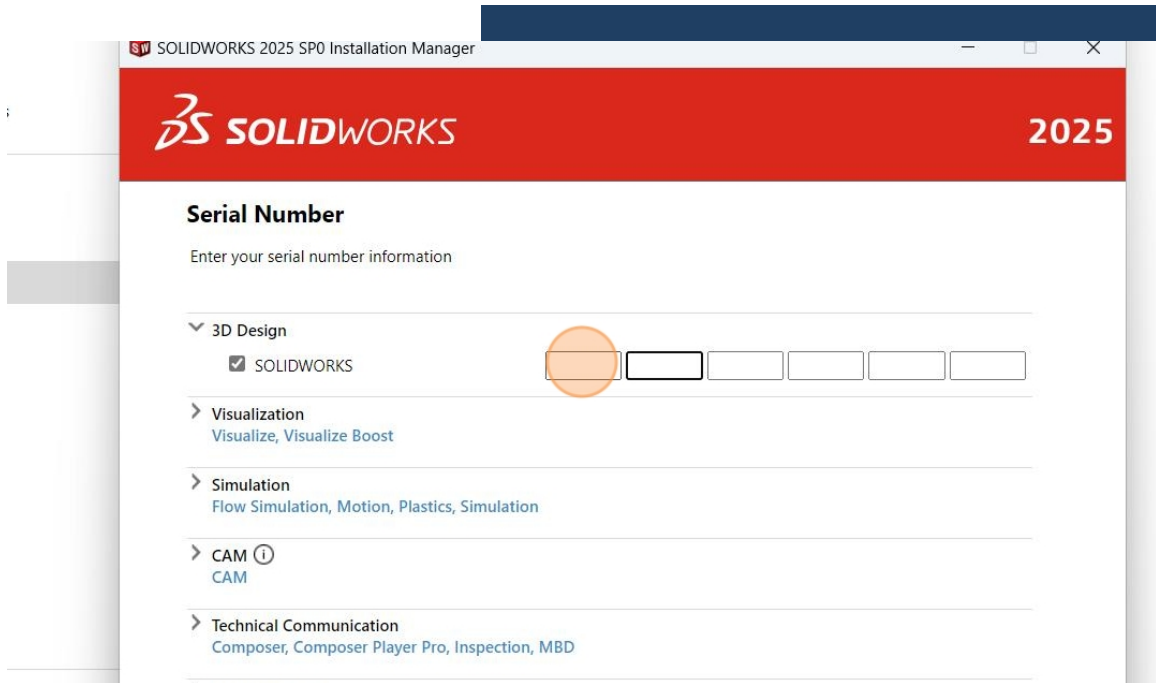 SOLIDWORKS 2025 SP0 Installation Manager
SOLIDWORKS
2025
Serial Number
Enter your serial number information
3D Design
SOLIDWORKS
Visualization
Visualize, Visualize Boost
Simulation
Flow Simulation, Motion, Plastics, Simulation
CAM
CAM
Technical Communication
Composer, Composer Player Pro, Inspection, MBD